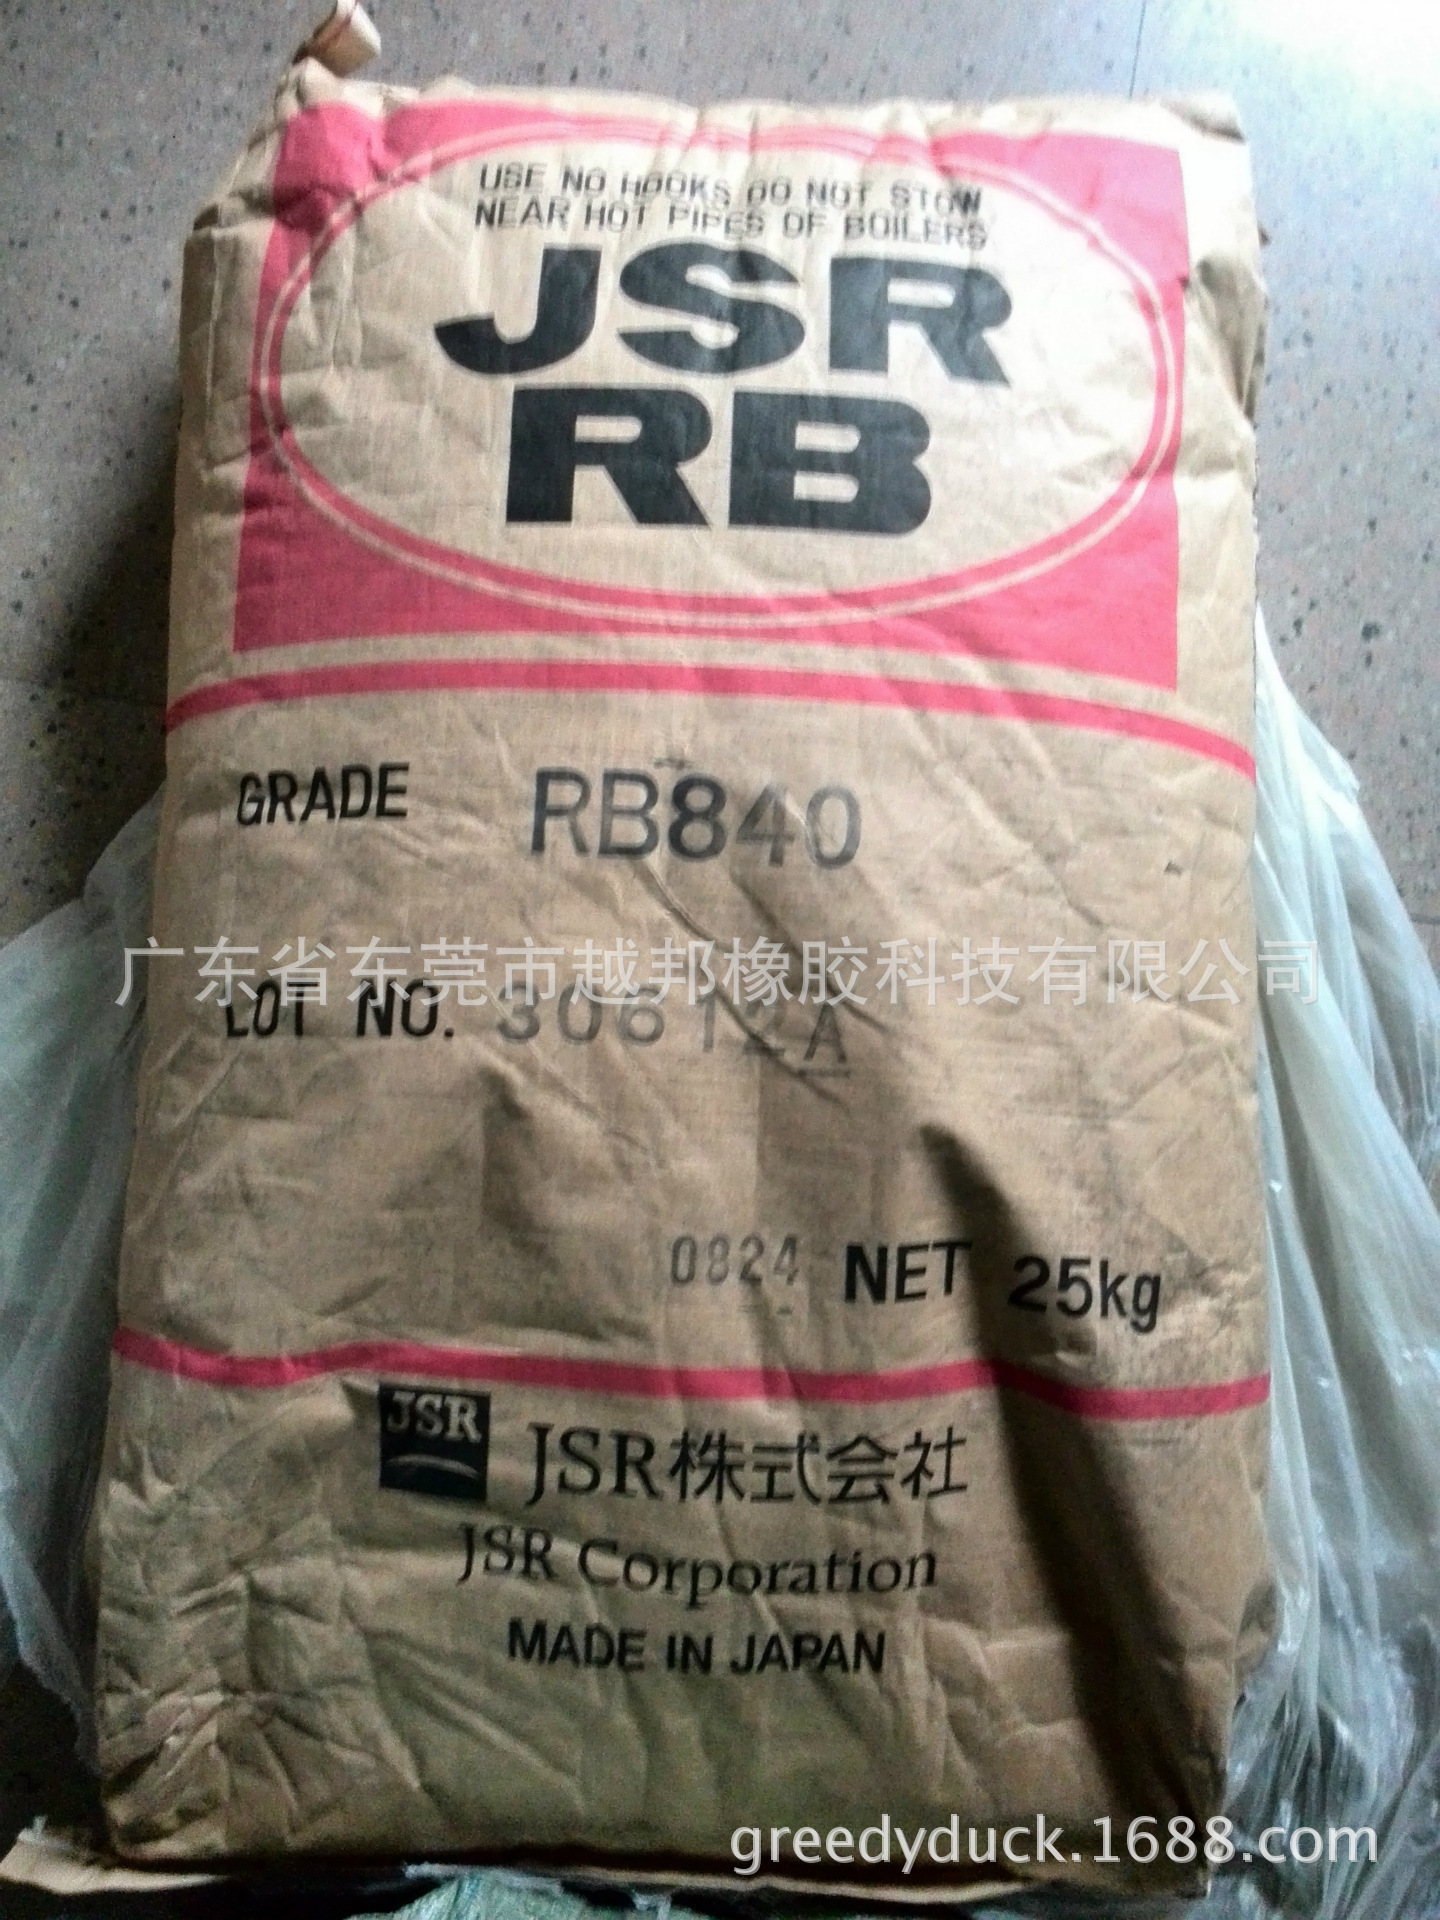 USE NO HOOKS DO NOT STOW
NEAR HOT PIPES OF BOILERS
JSR
RB
GRADE RB840
广东省东莞市越邦橡胶科技有限公司
LOT NO. 30612A
0824 NET 25kg
JSR JSR株式会社
JSR Corporation
MADE IN JAPAN
greedyduck.1688.com